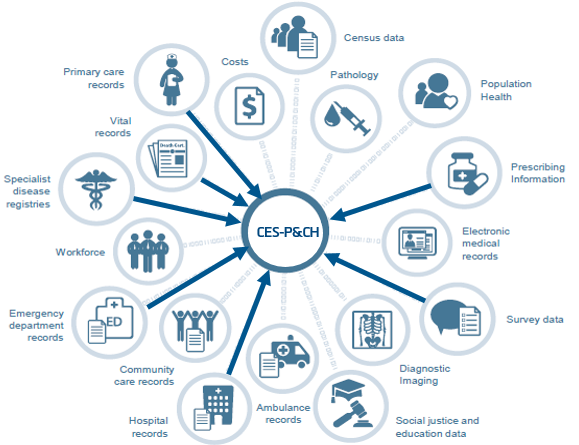 Census data
Costs
Primary care
records
Pathology
Population
Health
Vital
records
Death Cert.
Specialist
disease
registries
Prescribing
Information
CES-P&CH
Workforce
Electronic
medical
records
Emergency
department
records
ED
Survey data
Community
care records
Diagnostic
Imaging
Hospital
records
Ambulance
records
Social justice and
education data